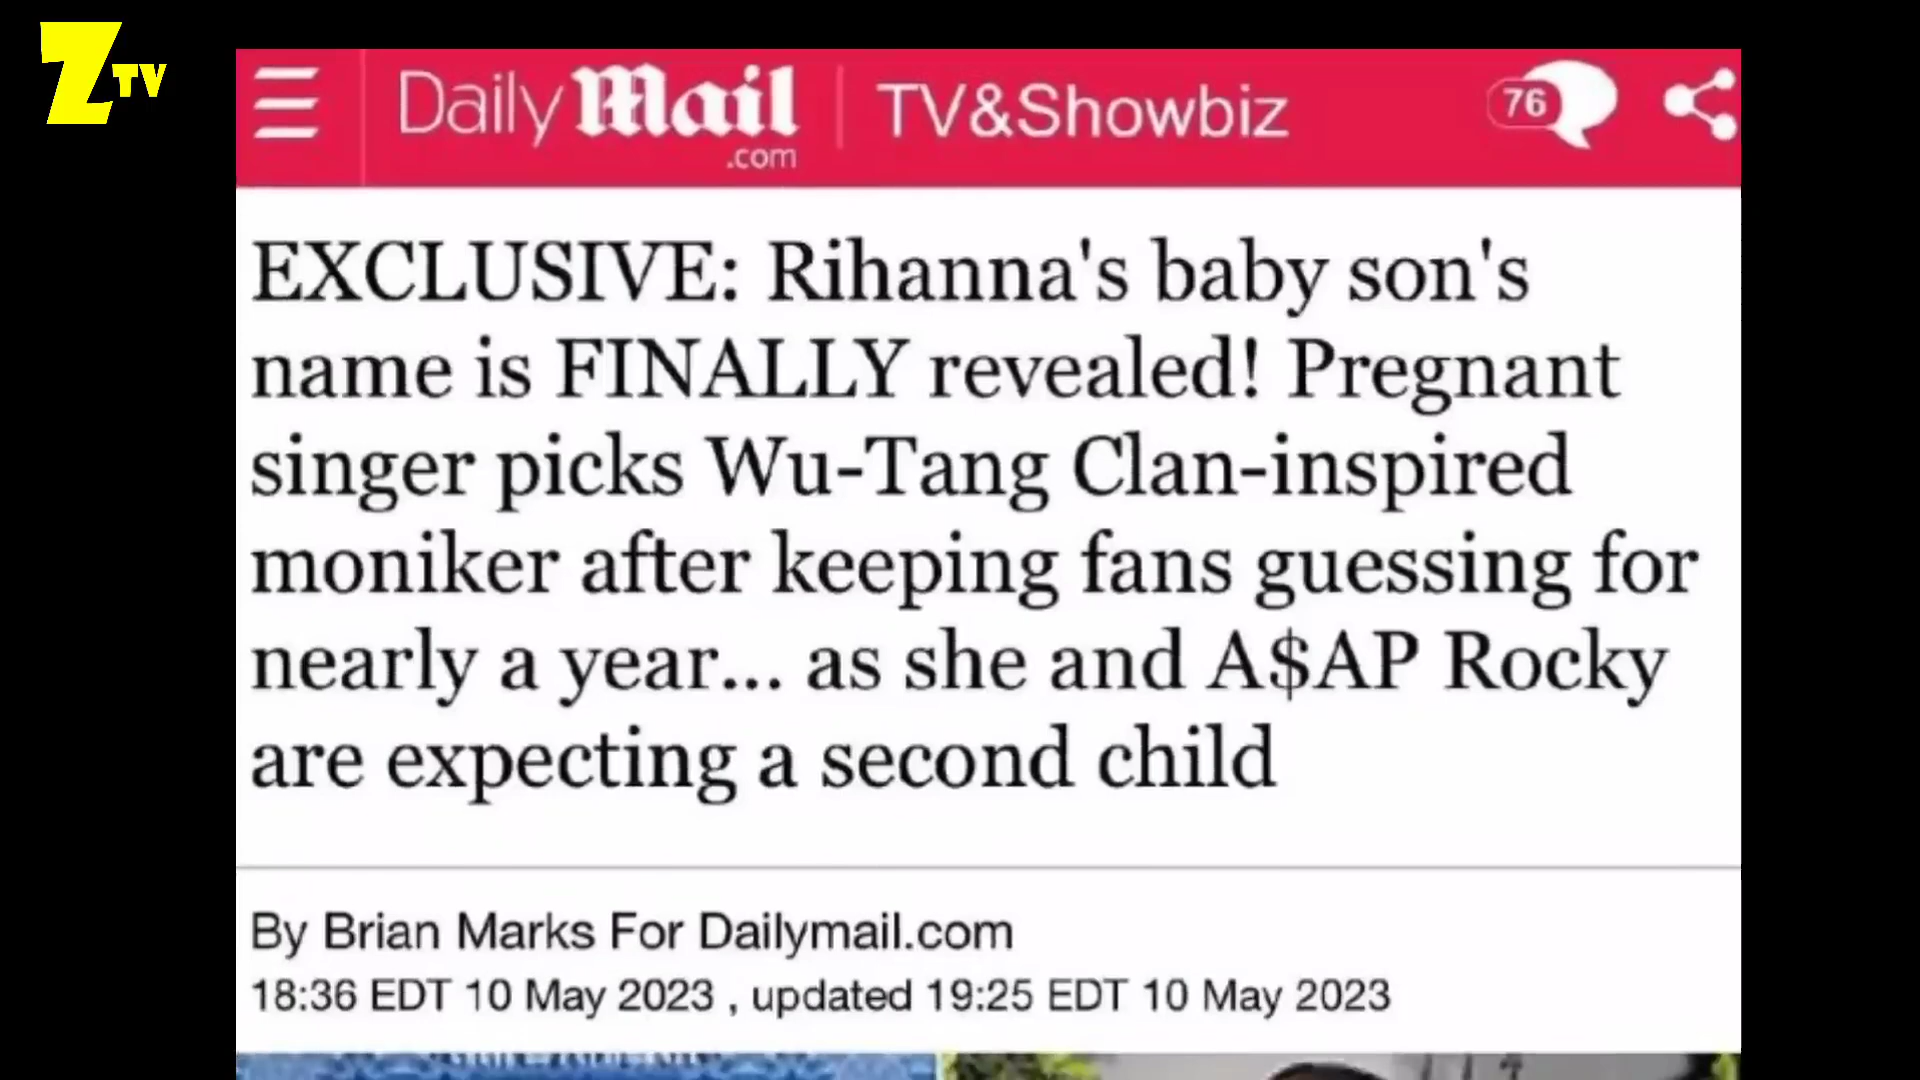 ZTV
Daily Mail
.com
TV&Showbiz
76
EXCLUSIVE: Rihanna's baby son's
name is FINALLY revealed! Pregnant
singer picks Wu-Tang Clan-inspired
moniker after keeping fans guessing for
nearly a year... as she and A$AP Rocky
are expecting a second child
By Brian Marks For Dailymail.com
18:36 EDT 10 May 2023 , updated 19:25 EDT 10 May 2023